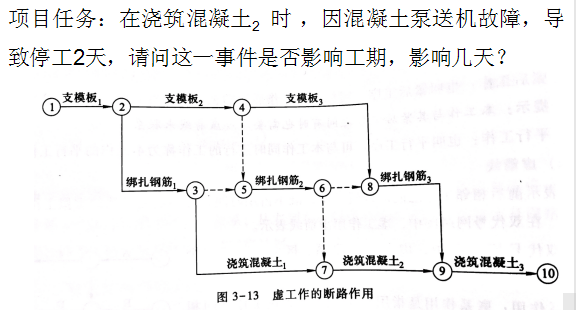 项目任务：在浇筑混凝土2 时 ，因混凝土泵送机故障，导
致停工2天，请问这一事件是否影响工期，影响几天？
支模板1
支模板2
支模板3
1
2
4
绑扎钢筋1
绑扎钢筋2
绑扎钢筋3
3
5
6
8
浇筑混凝土1
浇筑混凝土2
浇筑混凝土3
7
9
10
图 3-13 虚工作的断路作用